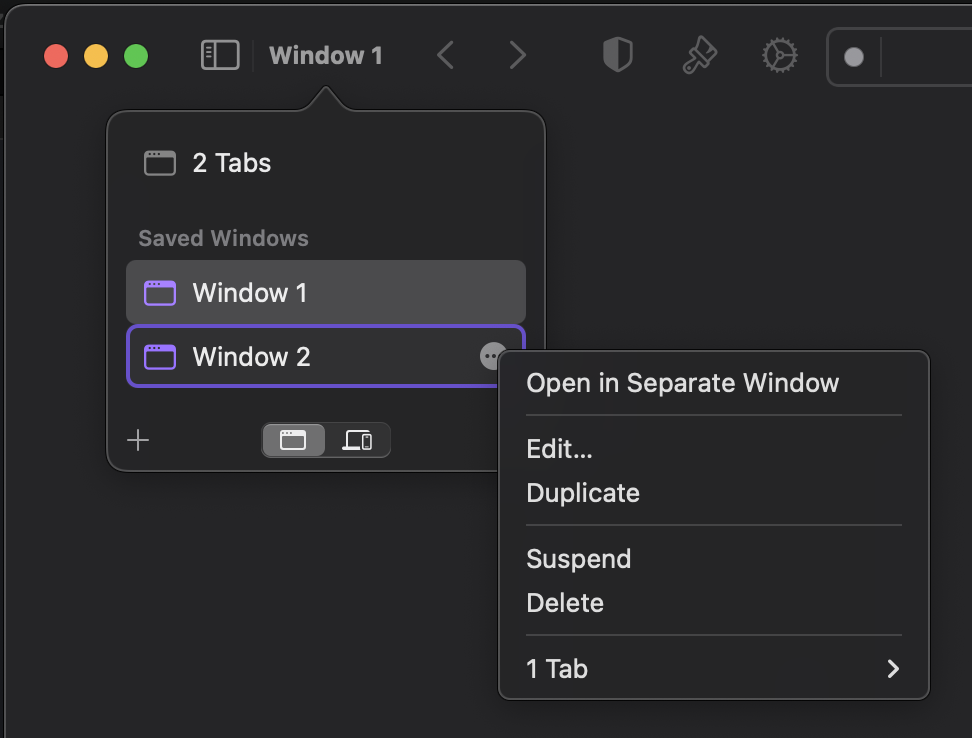 Window 1
2 Tabs
Saved Windows
Window 1
Window 2
Open in Separate Window
Edit...
Duplicate
Suspend
Delete
1 Tab